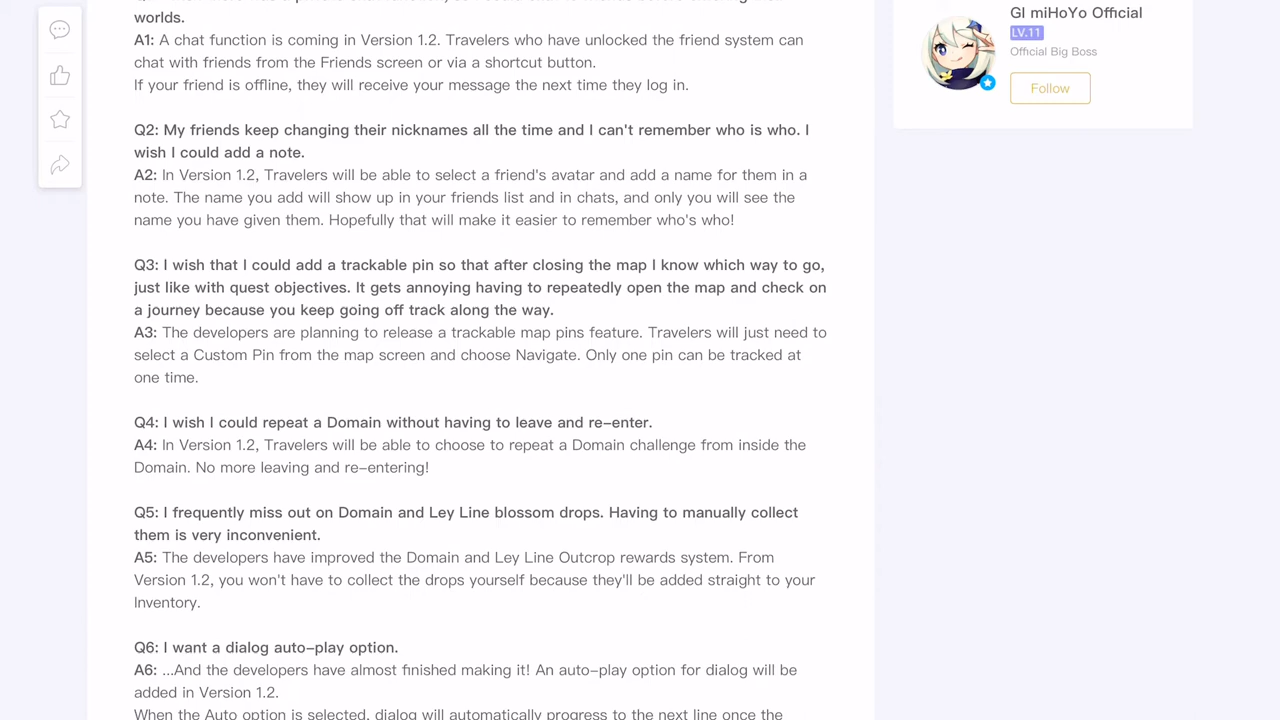 worlds.
A1: A chat function is coming in Version 1.2. Travelers who have unlocked the friend system can
chat with friends from the Friends screen or via a shortcut button.
If your friend is offline, they will receive your message the next time they log in.
Q2: My friends keep changing their nicknames all the time and I can't remember who is who. I
wish I could add a note.
A2: In Version 1.2, Travelers will be able to select a friend's avatar and add a name for them in a
note. The name you add will show up in your friends list and in chats, and only you will see the
name you have given them. Hopefully that will make it easier to remember who's who!
Q3: I wish that I could add a trackable pin so that after closing the map I know which way to go,
just like with quest objectives. It gets annoying having to repeatedly open the map and check on
a journey because you keep going off track along the way.
A3: The developers are planning to release a trackable map pins feature. Travelers will just need to
select a Custom Pin from the map screen and choose Navigate. Only one pin can be tracked at
one time.
Q4: I wish I could repeat a Domain without having to leave and re-enter.
A4: In Version 1.2, Travelers will be able to choose to repeat a Domain challenge from inside the
Domain. No more leaving and re-entering!
Q5: I frequently miss out on Domain and Ley Line blossom drops. Having to manually collect
them is very inconvenient.
A5: The developers have improved the Domain and Ley Line Outcrop rewards system. From
Version 1.2, you won't have to collect the drops yourself because they'll be added straight to your
Inventory.
Q6: I want a dialog auto-play option.
A6: ...And the developers have almost finished making it! An auto-play option for dialog will be
added in Version 1.2.
When the Auto option is selected, dialog will automatically progress to the next line once the
GI miHoYo Official
LV.11
Official Big Boss
Follow